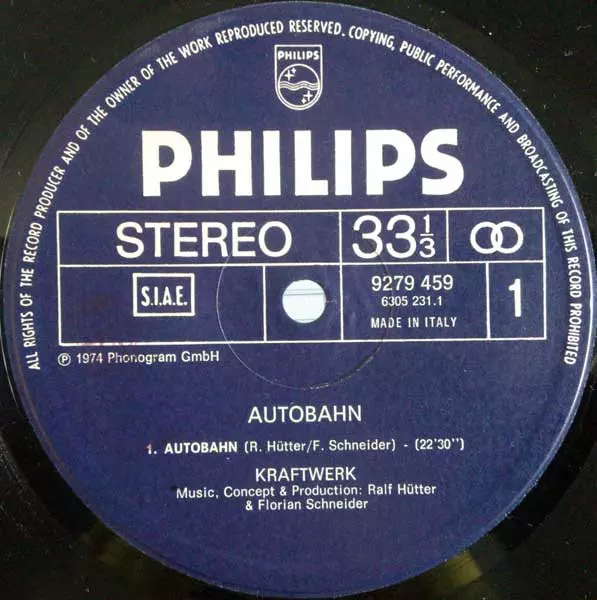 ALL RIGHTS OF THE RECORD PRODUCER AND OF THE OWNER OF THE WORK REPRODUCED RESERVED. COPYING, PUBLIC PERFORMANCE AND BROADCASTING OF THIS RECORD PROHIBITED
PHILIPS
PHILIPS
STEREO 33 1/3
S.I.A.E. 9279 459 1
6305 231.1
MADE IN ITALY
℗ 1974 Phonogram GmbH
AUTOBAHN
1. AUTOBAHN (R. Hütter/F. Schneider) - (22'30")
KRAFTWERK
Music, Concept & Production: Ralf Hütter
& Florian Schneider